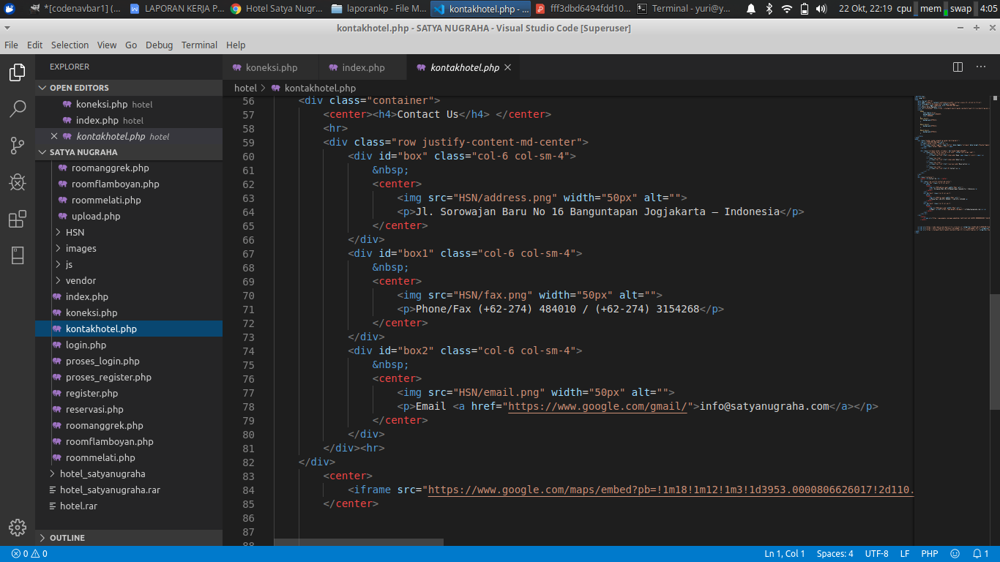 *[codenavbar1] (...
LAPORAN KERJA P...
Hotel Satya Nugr...
laporankp - File M...
kontakhotel.php - ...
fff3dbd6494fdd10...
Terminal - yuri@y...
22 Okt, 22:19 cpu mem swap 4:05
kontakhotel.php - SATYA NUGRAHA - Visual Studio Code [Superuser]
File Edit Selection View Go Debug Terminal Help
EXPLORER
OPEN EDITORS
koneksi.php hotel
index.php hotel
kontakhotel.php hotel
SATYA NUGRAHA
roomanggrek.php
roomflamboyan.php
roommelati.php
upload.php
HSN
images
js
vendor
index.php
koneksi.php
kontakhotel.php
login.php
proses_login.php
proses_register.php
register.php
reservasi.php
roomanggrek.php
roomflamboyan.php
roommelati.php
hotel_satyanugraha
hotel_satyanugraha.rar
hotel.rar
OUTLINE
koneksi.php index.php kontakhotel.php
hotel > kontakhotel.php
56 <div class="container">
57 <center><h4>Contact Us</h4> </center>
58 <hr>
59 <div class="row justify-content-md-center">
60 <div id="box" class="col-6 col-sm-4">
61 &nbsp;
62 <center>
63 <img src="HSN/address.png" width="50px" alt="">
64 <p>Jl. Sorowajan Baru No 16 Banguntapan Jogjakarta – Indonesia</p>
65 </center>
66 </div>
67 <div id="box1" class="col-6 col-sm-4">
68 &nbsp;
69 <center>
70 <img src="HSN/fax.png" width="50px" alt="">
71 <p>Phone/Fax (+62-274) 484010 / (+62-274) 3154268</p>
72 </center>
73 </div>
74 <div id="box2" class="col-6 col-sm-4">
75 &nbsp;
76 <center>
77 <img src="HSN/email.png" width="50px" alt="">
78 <p>Email <a href="https://www.google.com/gmail/">info@satyanugraha.com</a></p>
79 </center>
80 </div>
81 </div><hr>
82 </div>
83 <center>
84 <iframe src="https://www.google.com/maps/embed?pb=!1m18!1m12!1m3!1d3953.0000806626017!2d110.
85 </center>
86
87
88
0 0
Ln 1, Col 1 Spaces: 4 UTF-8 LF PHP 1